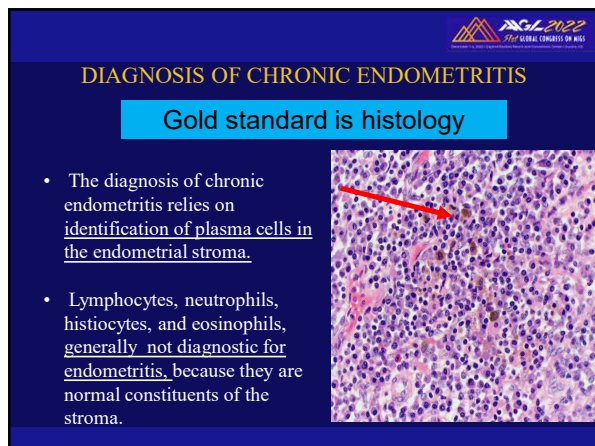 AAGL 2022
51st GLOBAL CONGRESS ON MIGS
DIAGNOSIS OF CHRONIC ENDOMETRITIS
Gold standard is histology
• The diagnosis of chronic
endometritis relies on
identification of plasma cells in
the endometrial stroma.
• Lymphocytes, neutrophils,
histiocytes, and eosinophils,
generally not diagnostic for
endometritis, because they are
normal constituents of the
stroma.